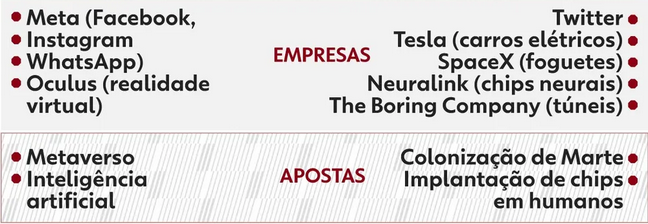 • Meta (Facebook,
• Instagram
• WhatsApp)
• Oculus (realidade
virtual)
EMPRESAS
Twitter •
Tesla (carros elétricos) •
SpaceX (foguetes) •
Neuralink (chips neurais) •
The Boring Company (túneis) •
• Metaverso
• Inteligência
artificial
APOSTAS
Colonização de Marte •
Implantação de chips •
em humanos